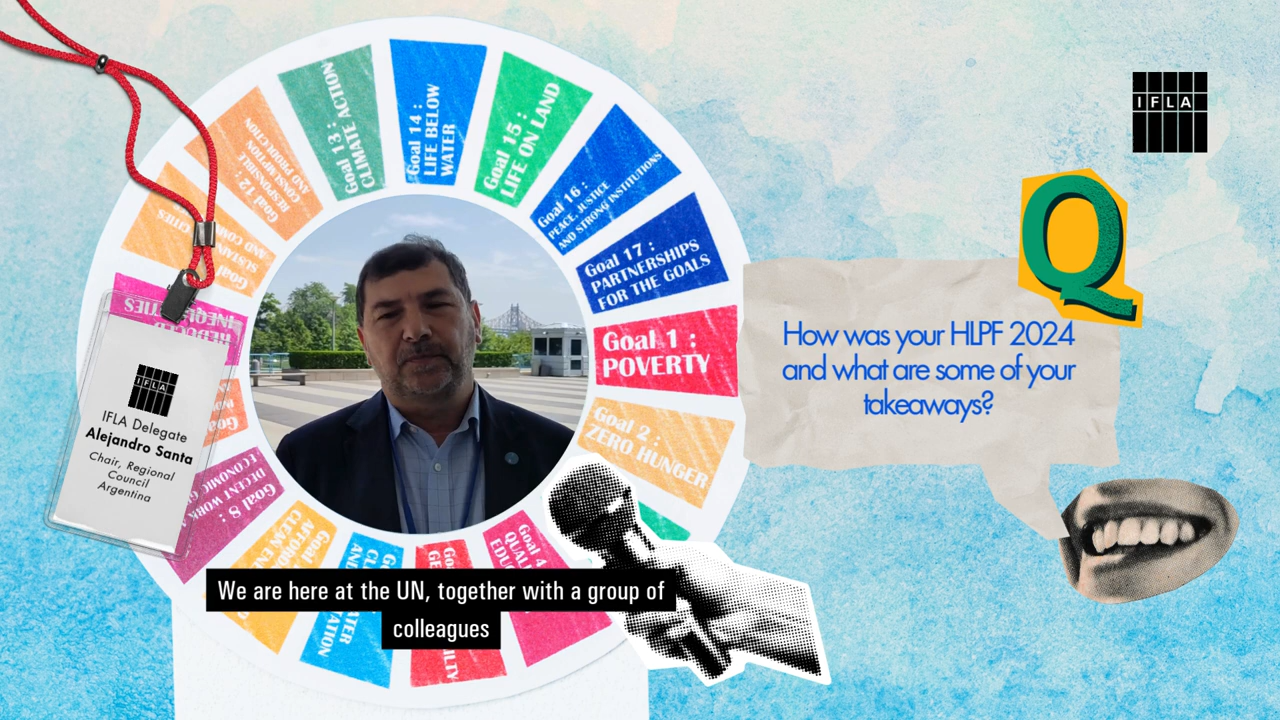 Goal 13 :
CLIMATE ACTION
Goal 14 :
LIFE BELOW
WATER
Goal 15 :
LIFE ON LAND
Goal 16 :
PEACE, JUSTICE
AND STRONG INSTITUTIONS
Goal 17 :
PARTNERSHIPS
FOR THE GOALS
Goal 1 :
POVERTY
Goal 2 :
ZERO HUNGER
Goal 4
Goal 8 :
DECENT WORK
Goal 12 :
RESPONSIBLE
CONSUMPTION
AND PRODUCTION
IFLA
IFLA Delegate
Alejandro Santa
Chair, Regional
Council
Argentina
IFLA
Q
How was your HLPF 2024
and what are some of your
takeaways?
We are here at the UN, together with a group of
colleagues